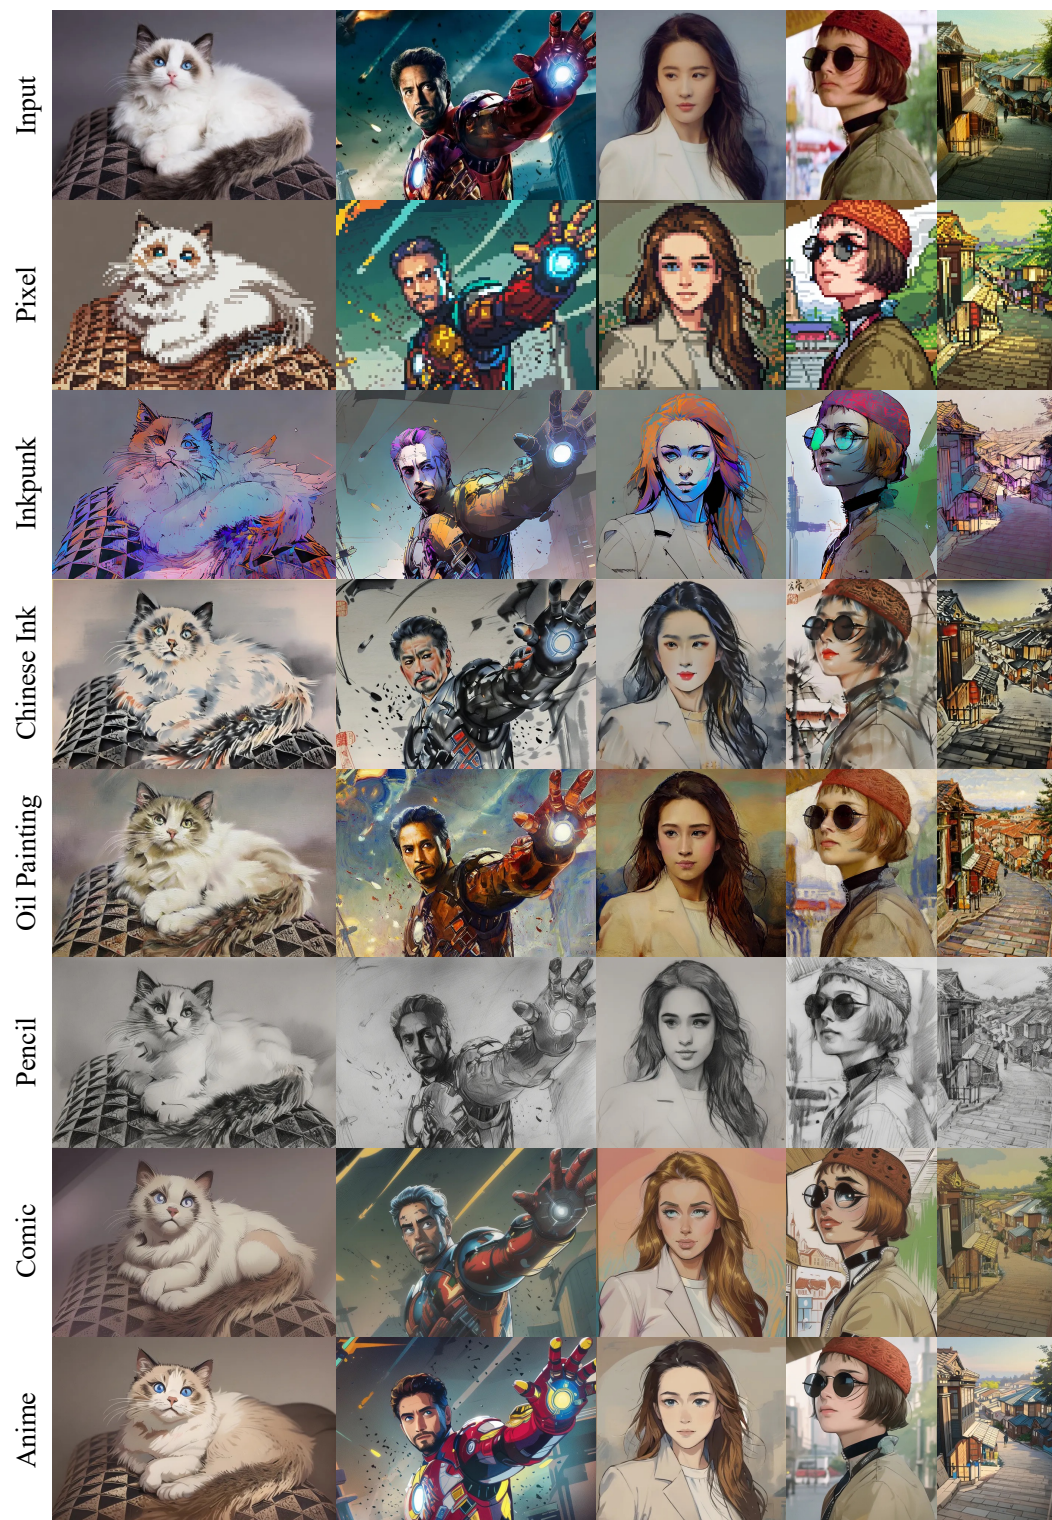 Input
Pixel
Inkpunk
Chinese Ink
Oil Painting
Pencil
Comic
Anime